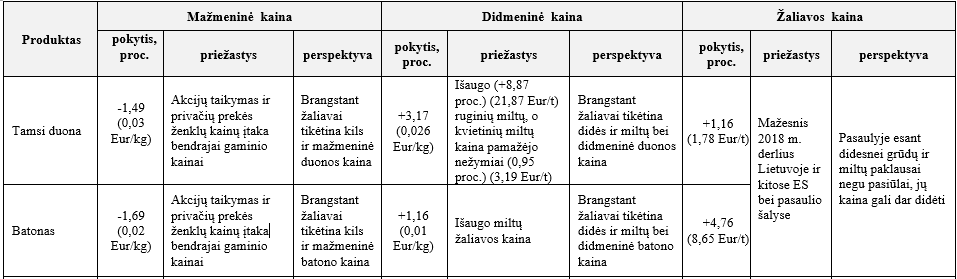 Produktas
Mažmeninė kaina
Didmeninė kaina
Žaliavos kaina
pokytis,
proc.
priežastys
perspektyva
pokytis,
proc.
priežastys
perspektyva
pokytis,
proc.
priežastys
perspektyva
Tamsi duona
-1,49
(0,03
Eur/kg)
Akcijų taikymas ir
privačių prekės
ženklų kainų įtaka
bendrajai gaminio
kainai
Brangstant
žaliavai
tikėtina kils
ir mažmeninė
duonos kaina
+3,17
(0,026
Eur/kg)
Išaugo (+8,87
proc.) (21,87 Eur/t)
ruginių miltų, o
kvietinių miltų
kaina pamažėjo
nežymiai (0,95
proc.) (3,19 Eur/t)
Brangstant
žaliavai tikėtina
didės ir miltų bei
didmeninė duonos
kaina
+1,16
(1,78 Eur/t)
Mažesnis
2018 m.
derlius
Lietuvoje ir
kitose ES
bei pasaulio
šalyse
Pasaulyje esant
didesnei grūdų ir
miltų paklausai
negu pasiūlai, jų
kaina gali dar didėti
Batonas
-1,69
(0,02
Eur/kg)
Akcijų taikymas ir
privačių prekės
ženklų kainų įtaka
bendrajai gaminio
kainai
Brangstant
žaliavai
tikėtina kils
ir mažmeninė
batono kaina
+1,16
(0,01
Eur/kg)
Išaugo miltų
žaliavos kaina
Brangstant
žaliavai tikėtina
didės ir miltų bei
didmeninė batono
kaina
+4,76
(8,65 Eur/t)